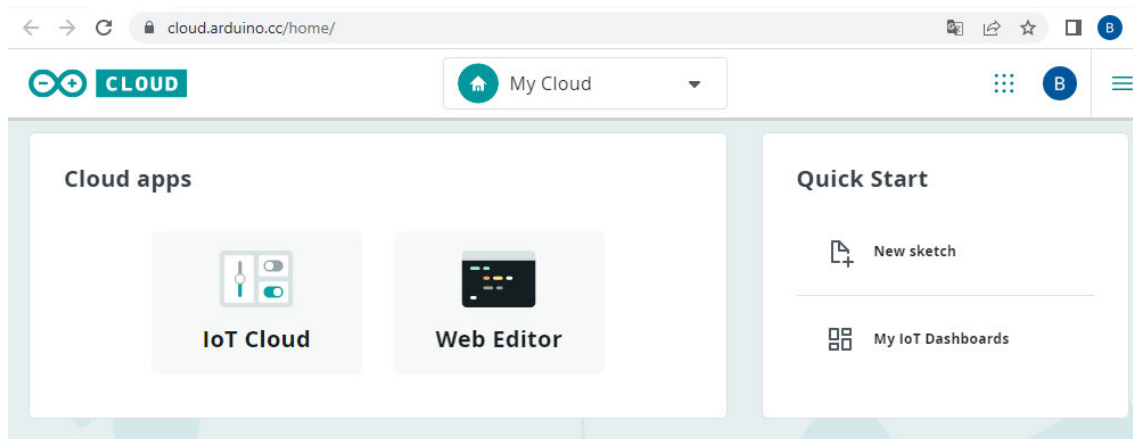 cloud.arduino.cc/home/
B
CLOUD
My Cloud
B
Cloud apps
IoT Cloud
Web Editor
Quick Start
New sketch
My IoT Dashboards